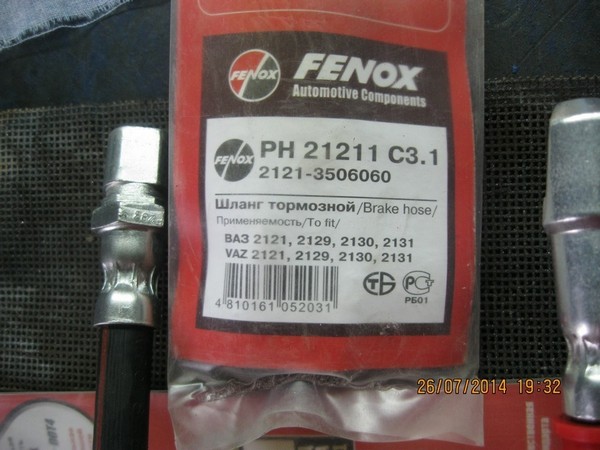 FENOX
FENOX
Automotive Components
FENOX
PH 21211 C3.1
2121-3506060
Шланг тормозной/Brake hose/
Применяемость/To fit/
ВАЗ 2121, 2129, 2130, 2131
VAZ 2121, 2129, 2130, 2131
4 810161 052031
РБ01
26/07/2014 19:32